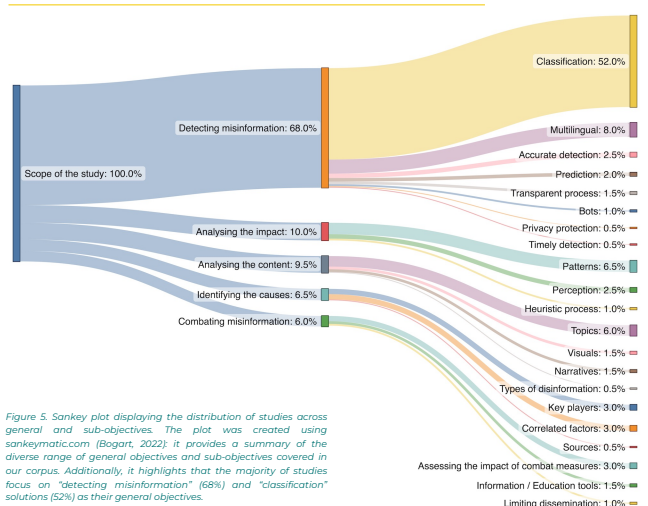 Classification: 52.0%
Detecting misinformation: 68.0%
Multilingual: 8.0%
Accurate detection: 2.5%
Scope of the study: 100.0%
Prediction: 2.0%
Transparent process: 1.5%
Bots: 1.0%
Privacy protection: 0.5%
Analysing the impact: 10.0%
Timely detection: 0.5%
Analysing the content: 9.5%
Patterns: 6.5%
Perception: 2.5%
Identifying the causes: 6.5%
Heuristic process: 1.0%
Combating misinformation: 6.0%
Topics: 6.0%
Visuals: 1.5%
Narratives: 1.5%
Types of disinformation: 0.5%
Key players: 3.0%
Correlated factors: 3.0%
Sources: 0.5%
Assessing the impact of combat measures: 3.0%
Information / Education tools: 1.5%
Limiting dissemination: 1.0%
Figure 5. Sankey plot displaying the distribution of studies across
general and sub-objectives. The plot was created using
sankeymatic.com (Bogart, 2022): it provides a summary of the
diverse range of general objectives and sub-objectives covered in
our corpus. Additionally, it highlights that the majority of studies
focus on "detecting misinformation" (68%) and "classification"
solutions (52%) as their general objectives.